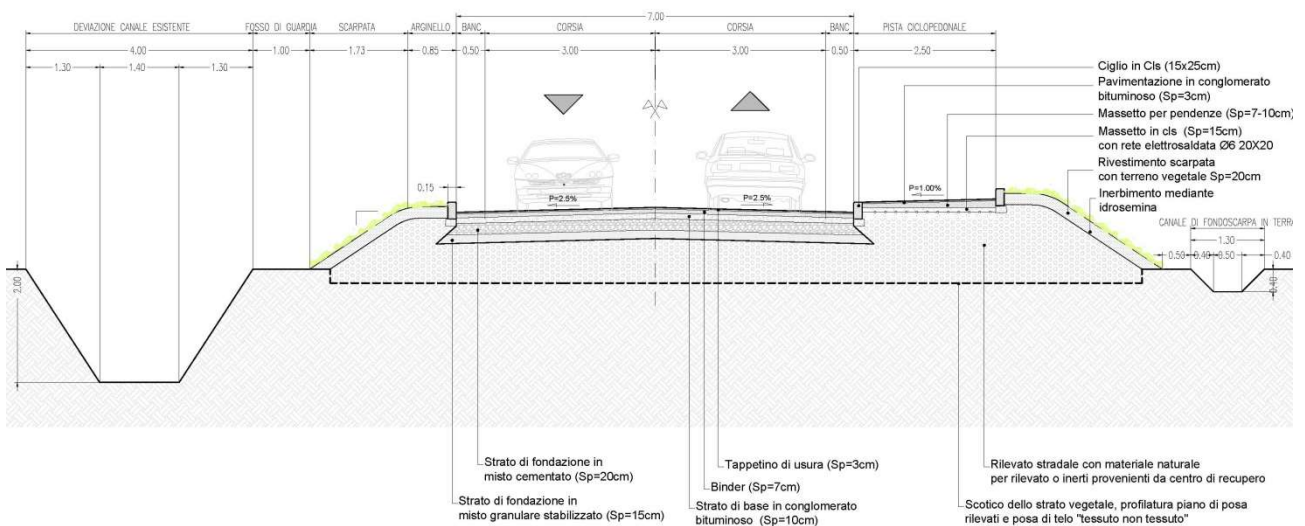 7.00
DEVIAZIONE CANALE ESISTENTE
FOSSO DI GUARDIA
SCARPATA
ARGINELLO
BANC
CORSIA
CORSIA
BANC
PISTA CICLOPEDONALE
4.00
1.00
1.73
0.85
0.50
3.00
3.00
0.50
2.50
1.30
1.40
1.30
Ciglio in Cls (15x25cm)
Pavimentazione in conglomerato
bituminoso (Sp=3cm)
Massetto per pendenze (Sp=7-10cm)
Massetto in cls (Sp=15cm)
con rete elettrosaldata Ø6 20X20
Rivestimento scarpata
con terreno vegetale Sp=20cm
Inerbimento mediante
idrosemina
0.15
P=2.5%
P=2.5%
P=1.00%
CANALE DI FONDOSCARPA IN TERRA
1.30
0.50
0.40
0.50
0.40
0.40
2.00
Strato di fondazione in
misto cementato (Sp=20cm)
Strato di fondazione in
misto granulare stabilizzato (Sp=15cm)
Tappetino di usura (Sp=3cm)
Binder (Sp=7cm)
Strato di base in conglomerato
bituminoso (Sp=10cm)
Rilevato stradale con materiale naturale
per rilevato o inerti provenienti da centro di recupero
Scotico dello strato vegetale, profilatura piano di posa
rilevati e posa di telo "tessuto non tessuto"